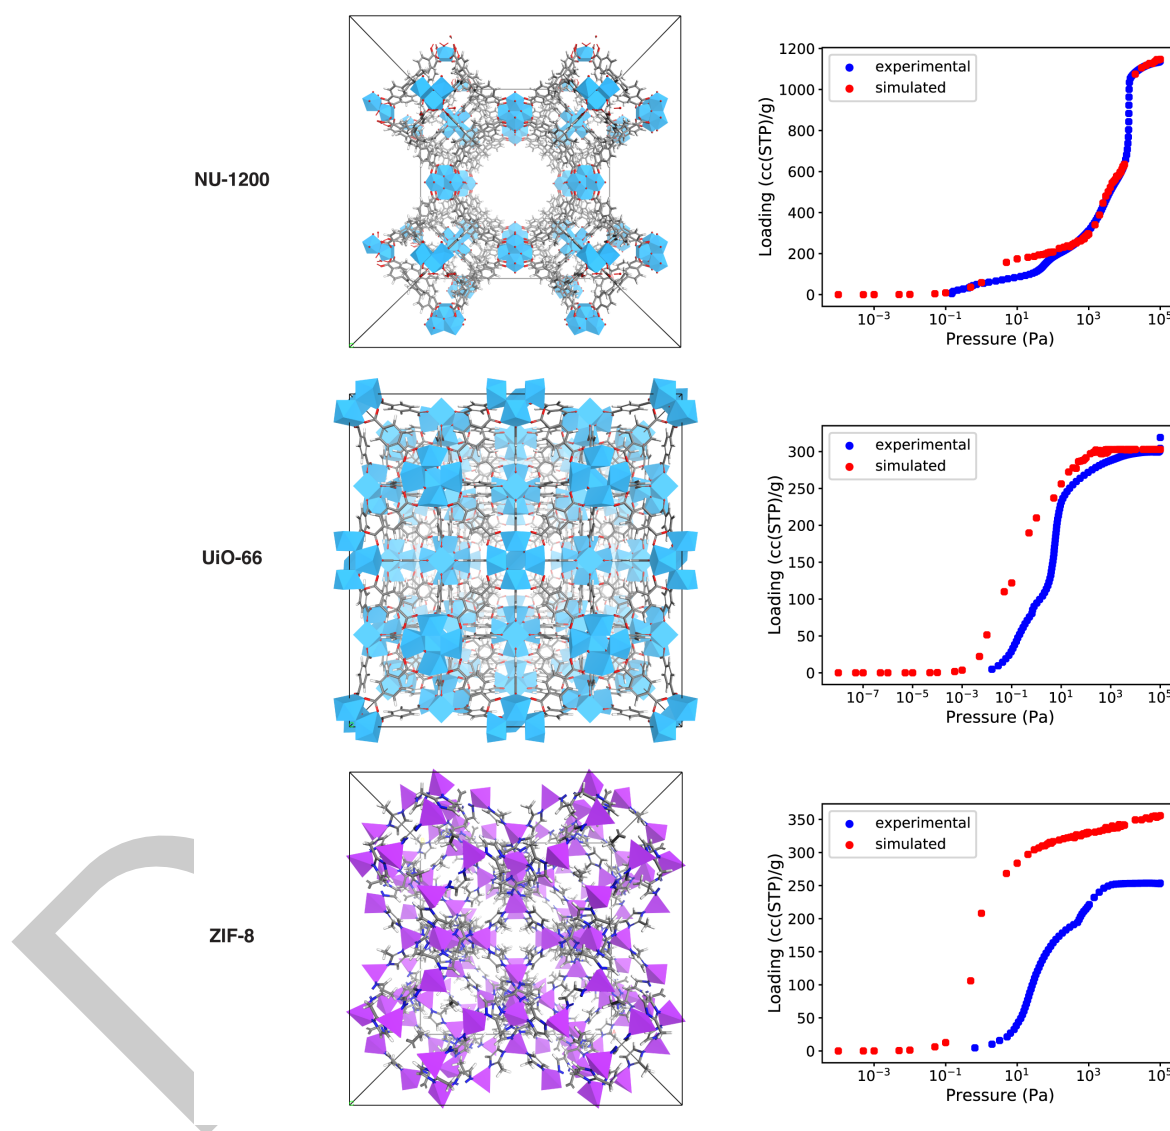 NU-1200
1200
1000
800
600
400
200
0
Loading (cc(STP)/g)
experimental
simulated
10⁻³
10⁻¹
10¹
10³
10⁵
Pressure (Pa)
UiO-66
300
250
200
150
100
50
0
Loading (cc(STP)/g)
experimental
simulated
10⁻⁷
10⁻⁵
10⁻³
10⁻¹
10¹
10³
10⁵
Pressure (Pa)
ZIF-8
350
300
250
200
150
100
50
0
Loading (cc(STP)/g)
experimental
simulated
10⁻³
10⁻¹
10¹
10³
10⁵
Pressure (Pa)